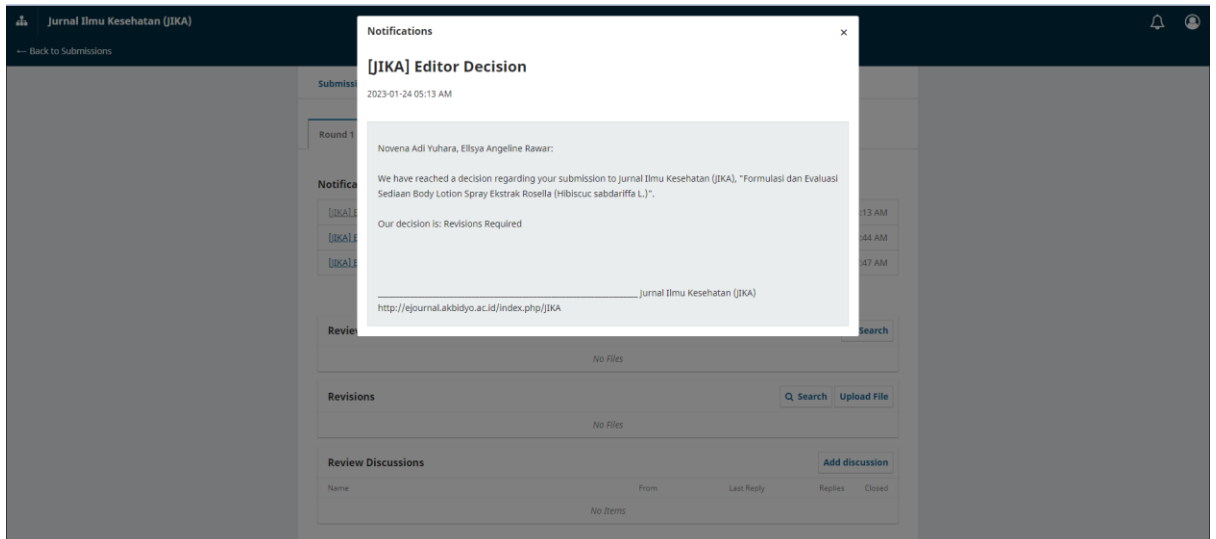 Jurnal Ilmu Kesehatan (JIKA)
← Back to Submissions
Notifications
×
[JIKA] Editor Decision
2023-01-24 05:13 AM
Novena Adi Yuhara, Ellsya Angeline Rawar:
We have reached a decision regarding your submission to Jurnal Ilmu Kesehatan (JIKA), "Formulasi dan Evaluasi
Sediaan Body Lotion Spray Ekstrak Rosella (Hibiscuc sabdariffa L.)".
Our decision is: Revisions Required
Jurnal Ilmu Kesehatan (JIKA)
http://ejournal.akbidyo.ac.id/index.php/JIKA
Submissi
Round 1
Notifica
[JIKA] E :13 AM
[JIKA] E :44 AM
[JIKA] E :47 AM
Review Search
No Files
Revisions Search Upload File
No Files
Review Discussions Add discussion
Name From Last Reply Replies Closed
No Items